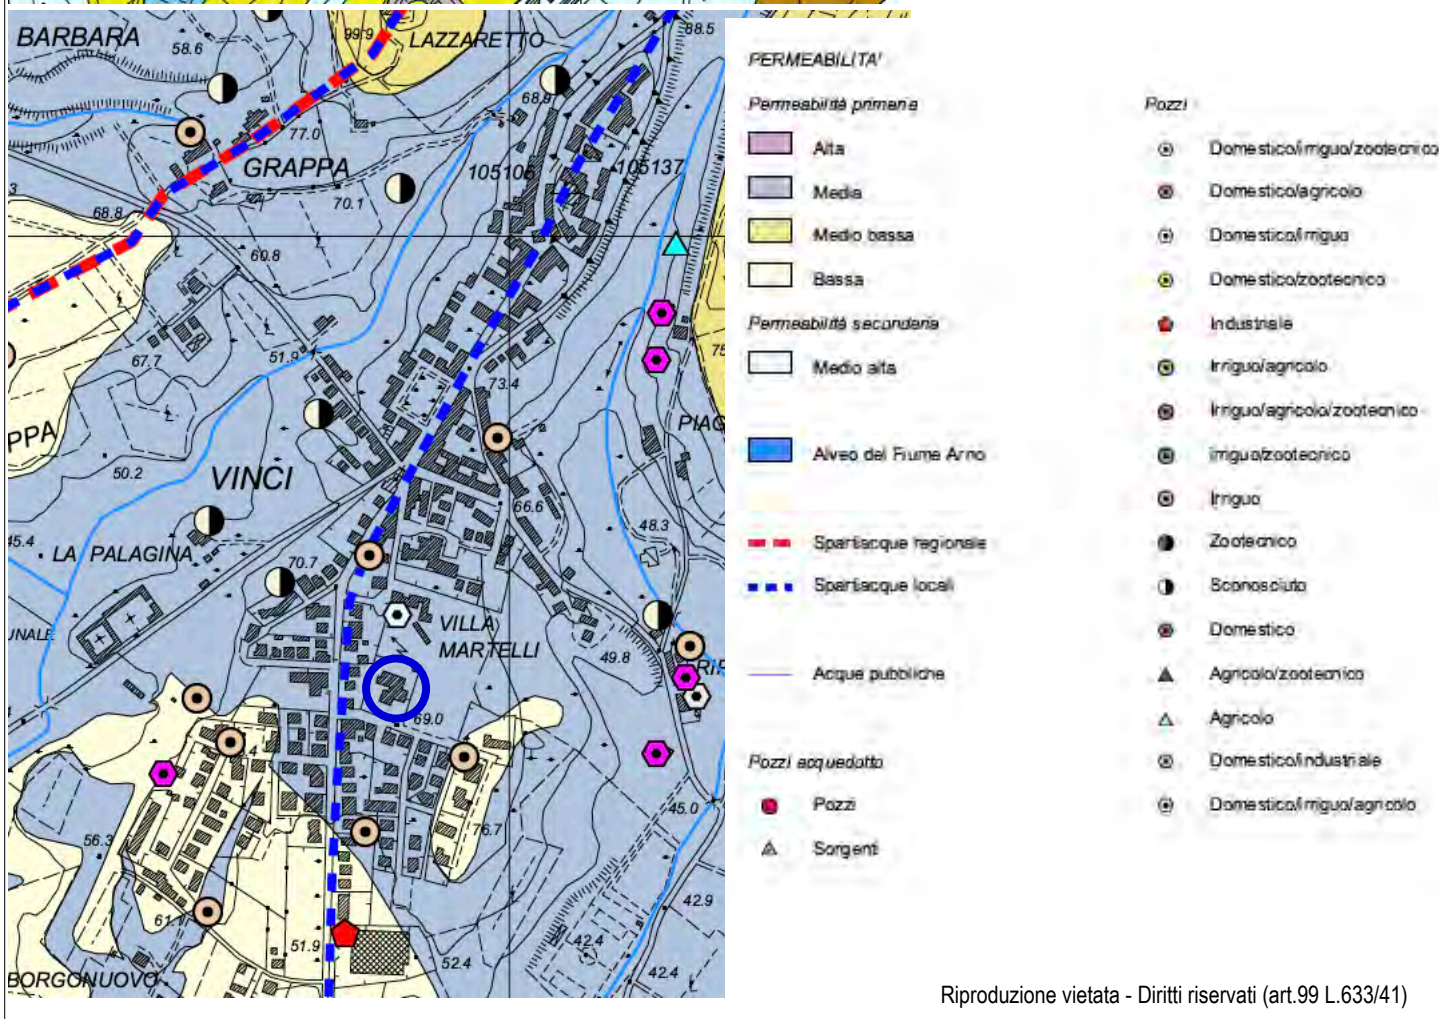 BARBARA
58.6
99.9
LAZZARETTO
88.5
68.9
77.0
GRAPPA
105106
105137
70.1
68.8
60.8
67.7
51.9
73.4
PIAG
PPA
50.2
VINCI
66.6
48.3
45.4
LA PALAGINA
70.7
VILLA
MARTELLI
49.8
69.0
45.0
76.7
56.3
61.1
42.9
51.9
52.4
42.4
42.4
BORGONUOVO
PERMEABILITA'
Permeabilità primaria
Alta
Media
Medio bassa
Bassa
Permeabilità secondaria
Medio alta
Alveo del Fiume Arno
Spartiacque regionale
Spartiacque locali
Acque pubbliche
Pozzi acquedotto
Pozzi
Sorgenti
Pozzi
Domestico/irriguo/zootecnico
Domestico/agricolo
Domestico/irriguo
Domestico/zootecnico
Industriale
Irriguo/agricolo
Irriguo/agricolo/zootecnico
irriguo/zootecnico
Irriguo
Zootecnico
Sconosciuto
Domestico
Agricolo/zootecnico
Agricolo
Domestico/industriale
Domestico/irriguo/agricolo
Riproduzione vietata - Diritti riservati (art.99 L.633/41)